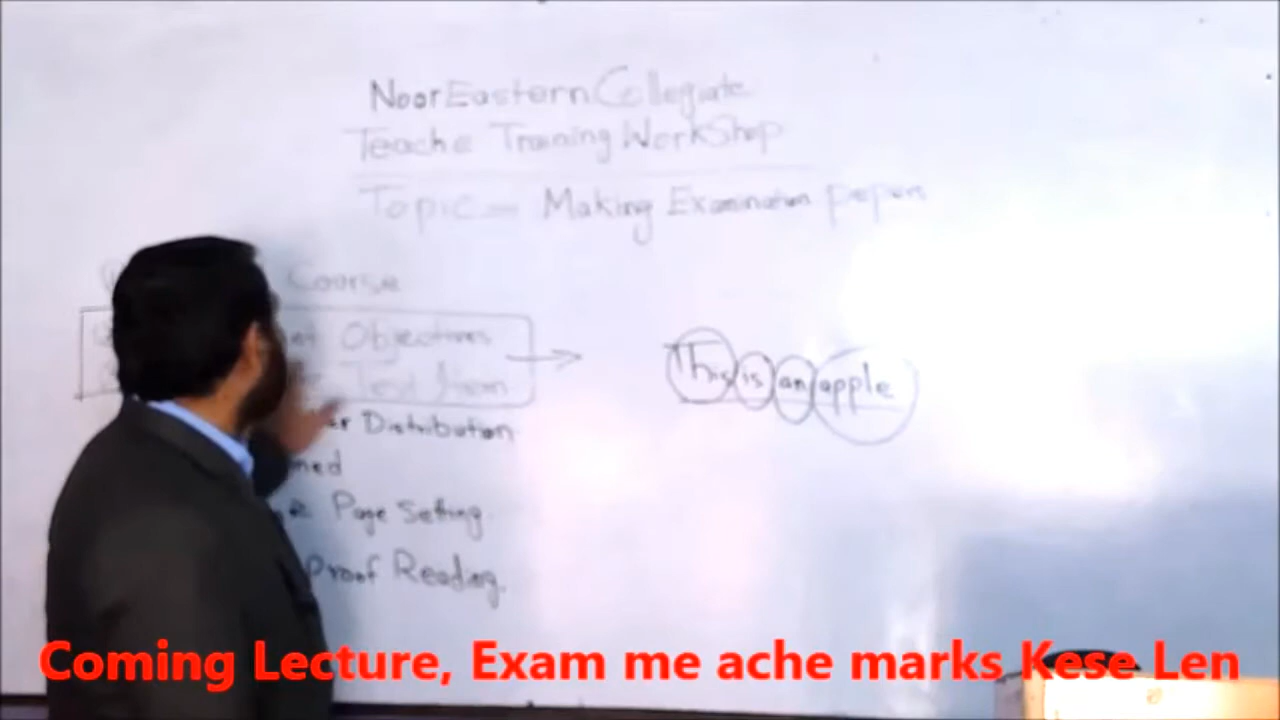 Noor Eastern Collegiate
Teache Training WorkShop
Topic = Making Examination papers
Course
Objectives
Test Item
Distribution
Page Setting.
Proof Reading.
This is an apple
Coming Lecture, Exam me ache marks Kese Len